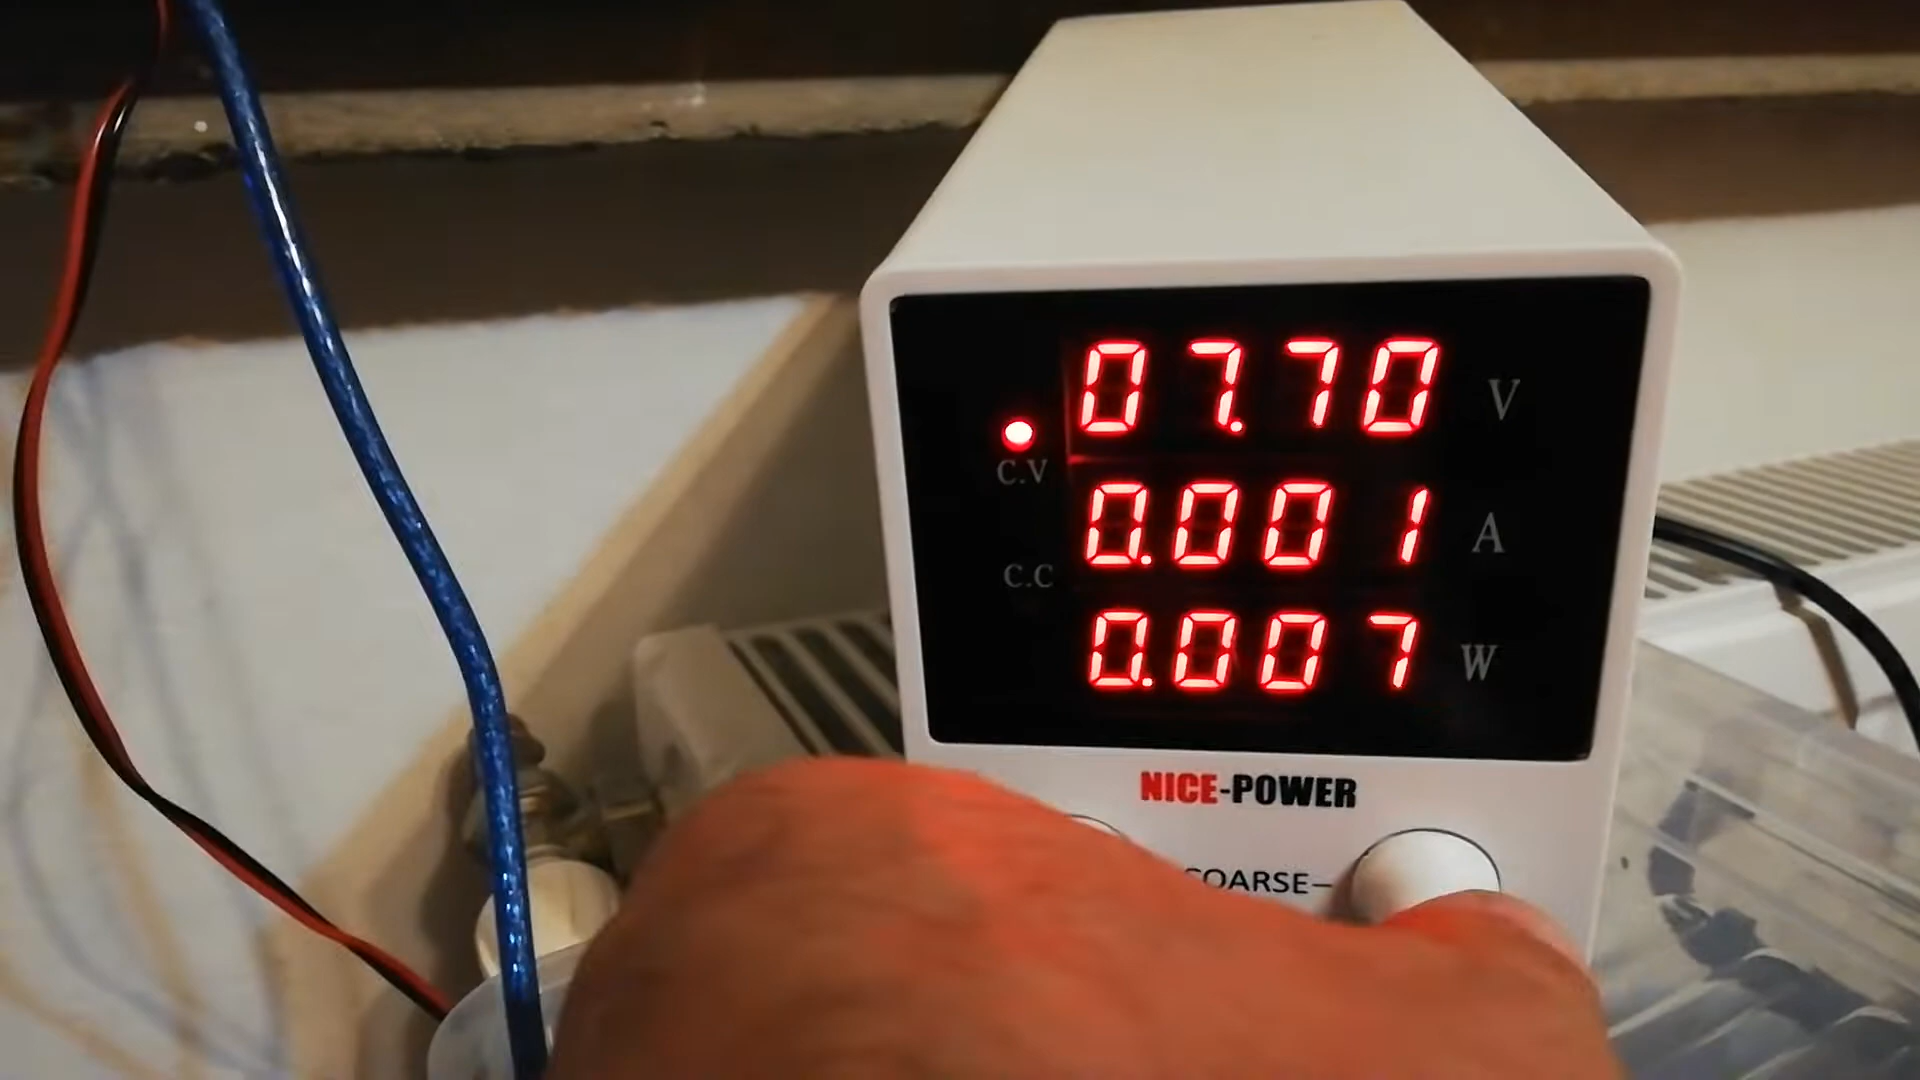 07.70 V
C.V
0.001 A
C.C
0.007 W
NICE-POWER
COARSE